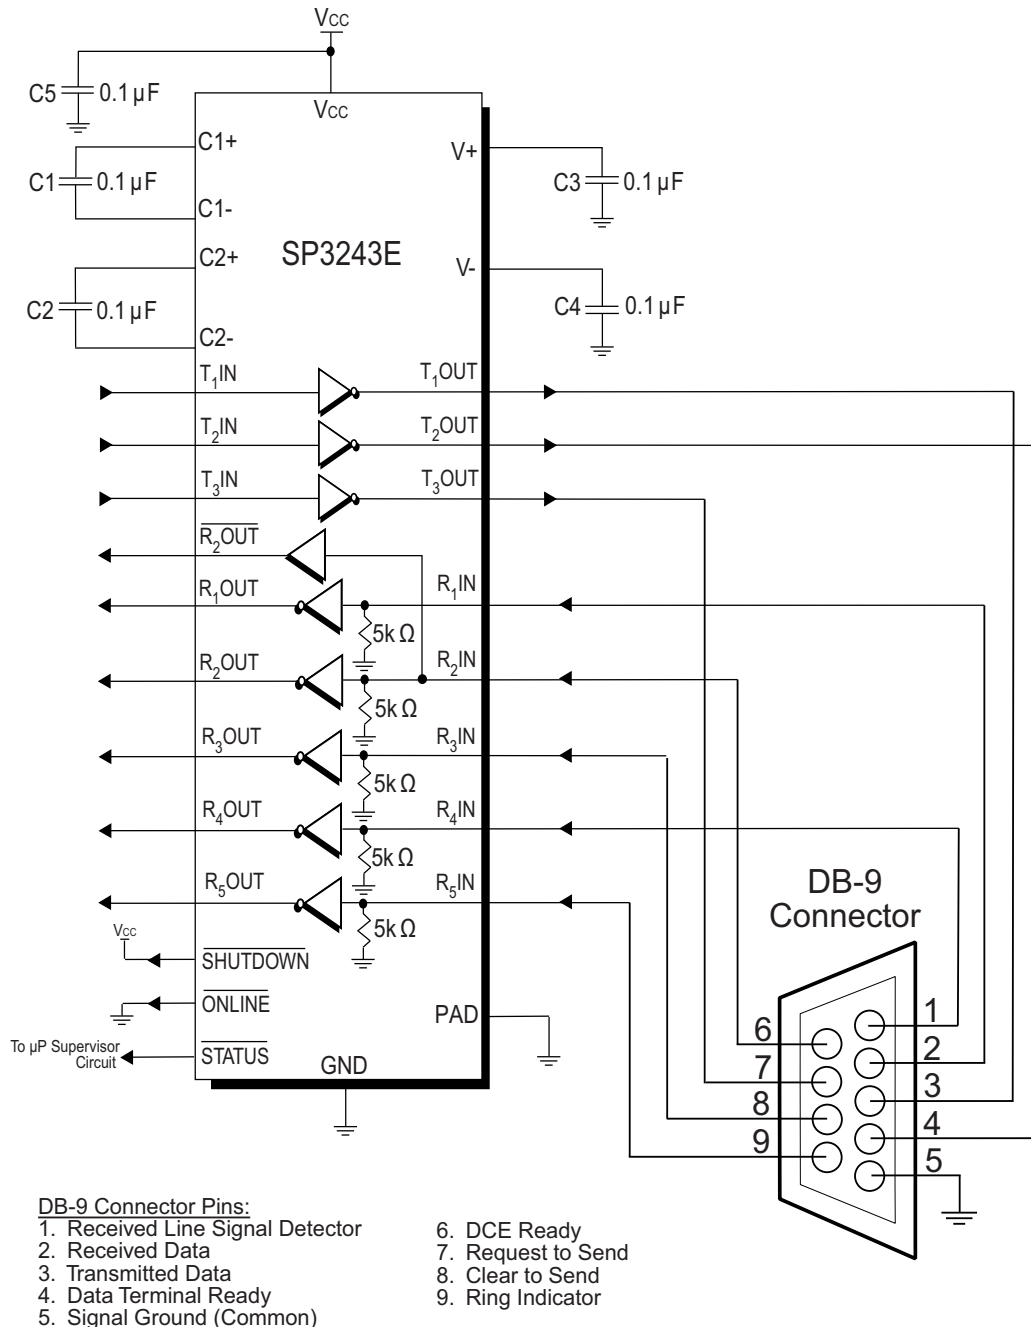 VCC
C5 0.1 µF
VCC
C1+
V+
C1 0.1 µF
C3 0.1 µF
C1-
C2+
SP3243E
V-
C2 0.1 µF
C4 0.1 µF
C2-
T1IN
T1OUT
T2IN
T2OUT
T3IN
T3OUT
R2OUT
R1OUT
R1IN
5k Ω
R2OUT
R2IN
5k Ω
R3OUT
R3IN
5k Ω
R4OUT
R4IN
5k Ω
R5OUT
R5IN
5k Ω
DB-9
Connector
VCC
SHUTDOWN
ONLINE
PAD
To µP Supervisor
Circuit
STATUS
GND
6
7
8
9
1
2
3
4
5
DB-9 Connector Pins:
1. Received Line Signal Detector
2. Received Data
3. Transmitted Data
4. Data Terminal Ready
5. Signal Ground (Common)
6. DCE Ready
7. Request to Send
8. Clear to Send
9. Ring Indicator